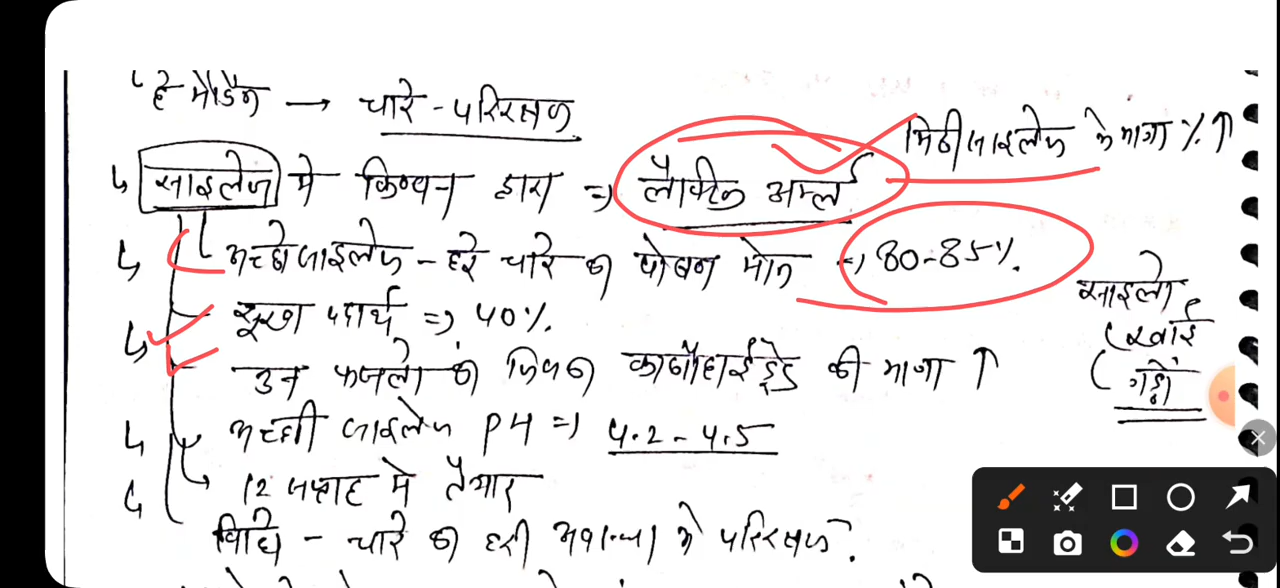 हे मेडिन → चारे - परिरक्षण
मिठी साइलेज के मात्रा % ↑
साइलेज मे किण्वन द्वारा ⇒ लैक्टिक अम्ल
अच्छे साइलेज - हरे चारे का पोषण मान ⇒ 80-85%.
सूखा पदार्थ ⇒ 40%.
साइलो
(खाई
(गड्ढे
उन फसलो का जिनका कार्बोहाईड्रेड की मात्रा ↑
अच्छी साइलेज PH ⇒ 4.2 - 4.5
12 सप्ताह मे तैयार
विधि - चारे का हरी अवस्था मे परिरक्षण.